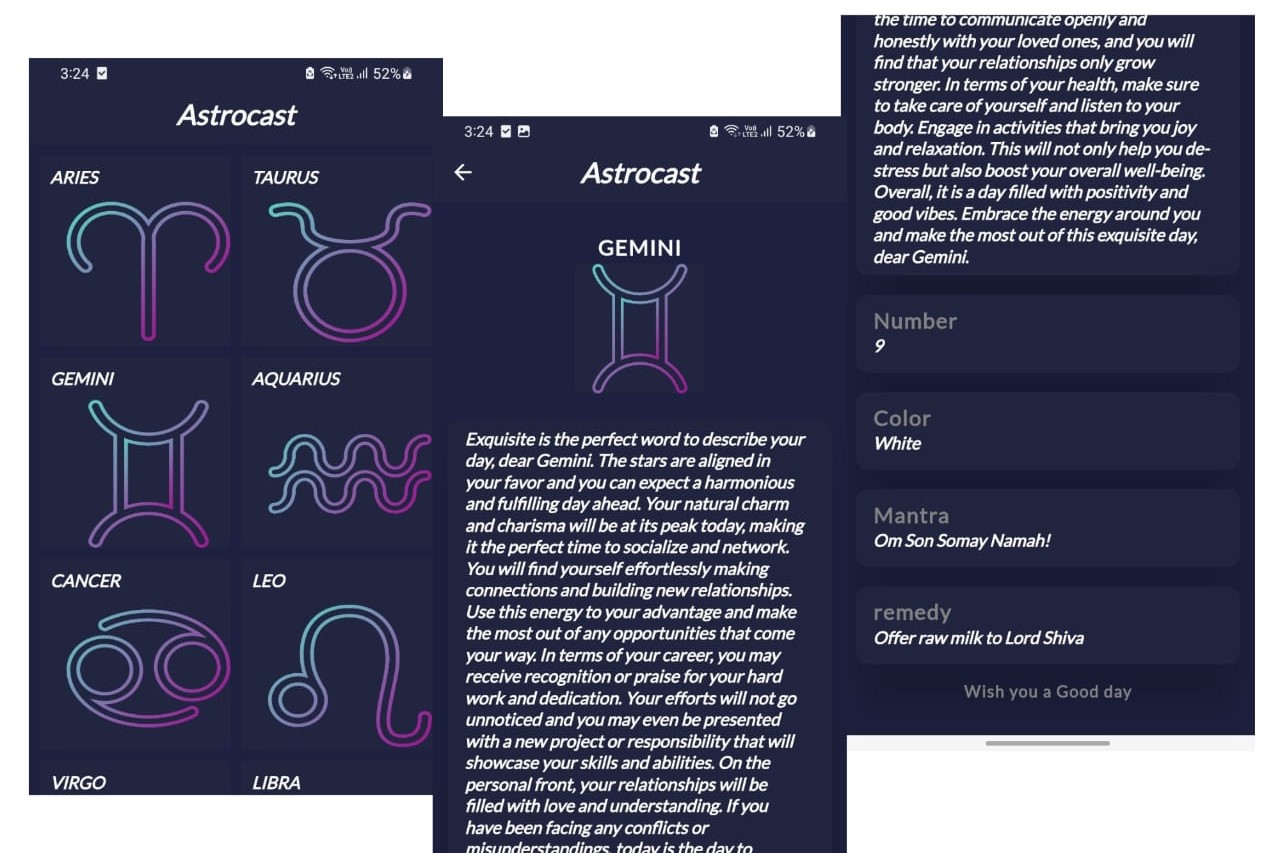 3:24
Voð
LTE2
52%
Astrocast
ARIES
TAURUS
GEMINI
AQUARIUS
CANCER
LEO
VIRGO
LIBRA
3:24
Voð
LTE2
52%
Astrocast
GEMINI
Exquisite is the perfect word to describe your
day, dear Gemini. The stars are aligned in
your favor and you can expect a harmonious
and fulfilling day ahead. Your natural charm
and charisma will be at its peak today, making
it the perfect time to socialize and network.
You will find yourself effortlessly making
connections and building new relationships.
Use this energy to your advantage and make
the most out of any opportunities that come
your way. In terms of your career, you may
receive recognition or praise for your hard
work and dedication. Your efforts will not go
unnoticed and you may even be presented
with a new project or responsibility that will
showcase your skills and abilities. On the
personal front, your relationships will be
filled with love and understanding. If you
have been facing any conflicts or
misunderstandings, today is the day to
the time to communicate openly and
honestly with your loved ones, and you will
find that your relationships only grow
stronger. In terms of your health, make sure
to take care of yourself and listen to your
body. Engage in activities that bring you joy
and relaxation. This will not only help you de-
stress but also boost your overall well-being.
Overall, it is a day filled with positivity and
good vibes. Embrace the energy around you
and make the most out of this exquisite day,
dear Gemini.
Number
9
Color
White
Mantra
Om Son Somay Namah!
remedy
Offer raw milk to Lord Shiva
Wish you a Good day